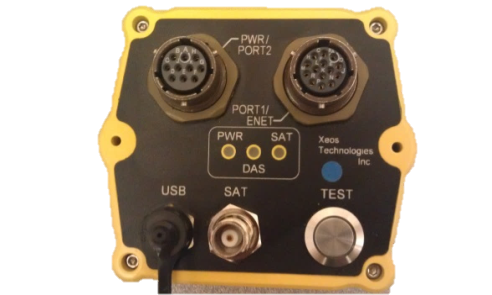 PWR/
PORT2
PORT1/
ENET
PWR SAT
DAS
Xeos
Technologies
Inc
USB SAT TEST